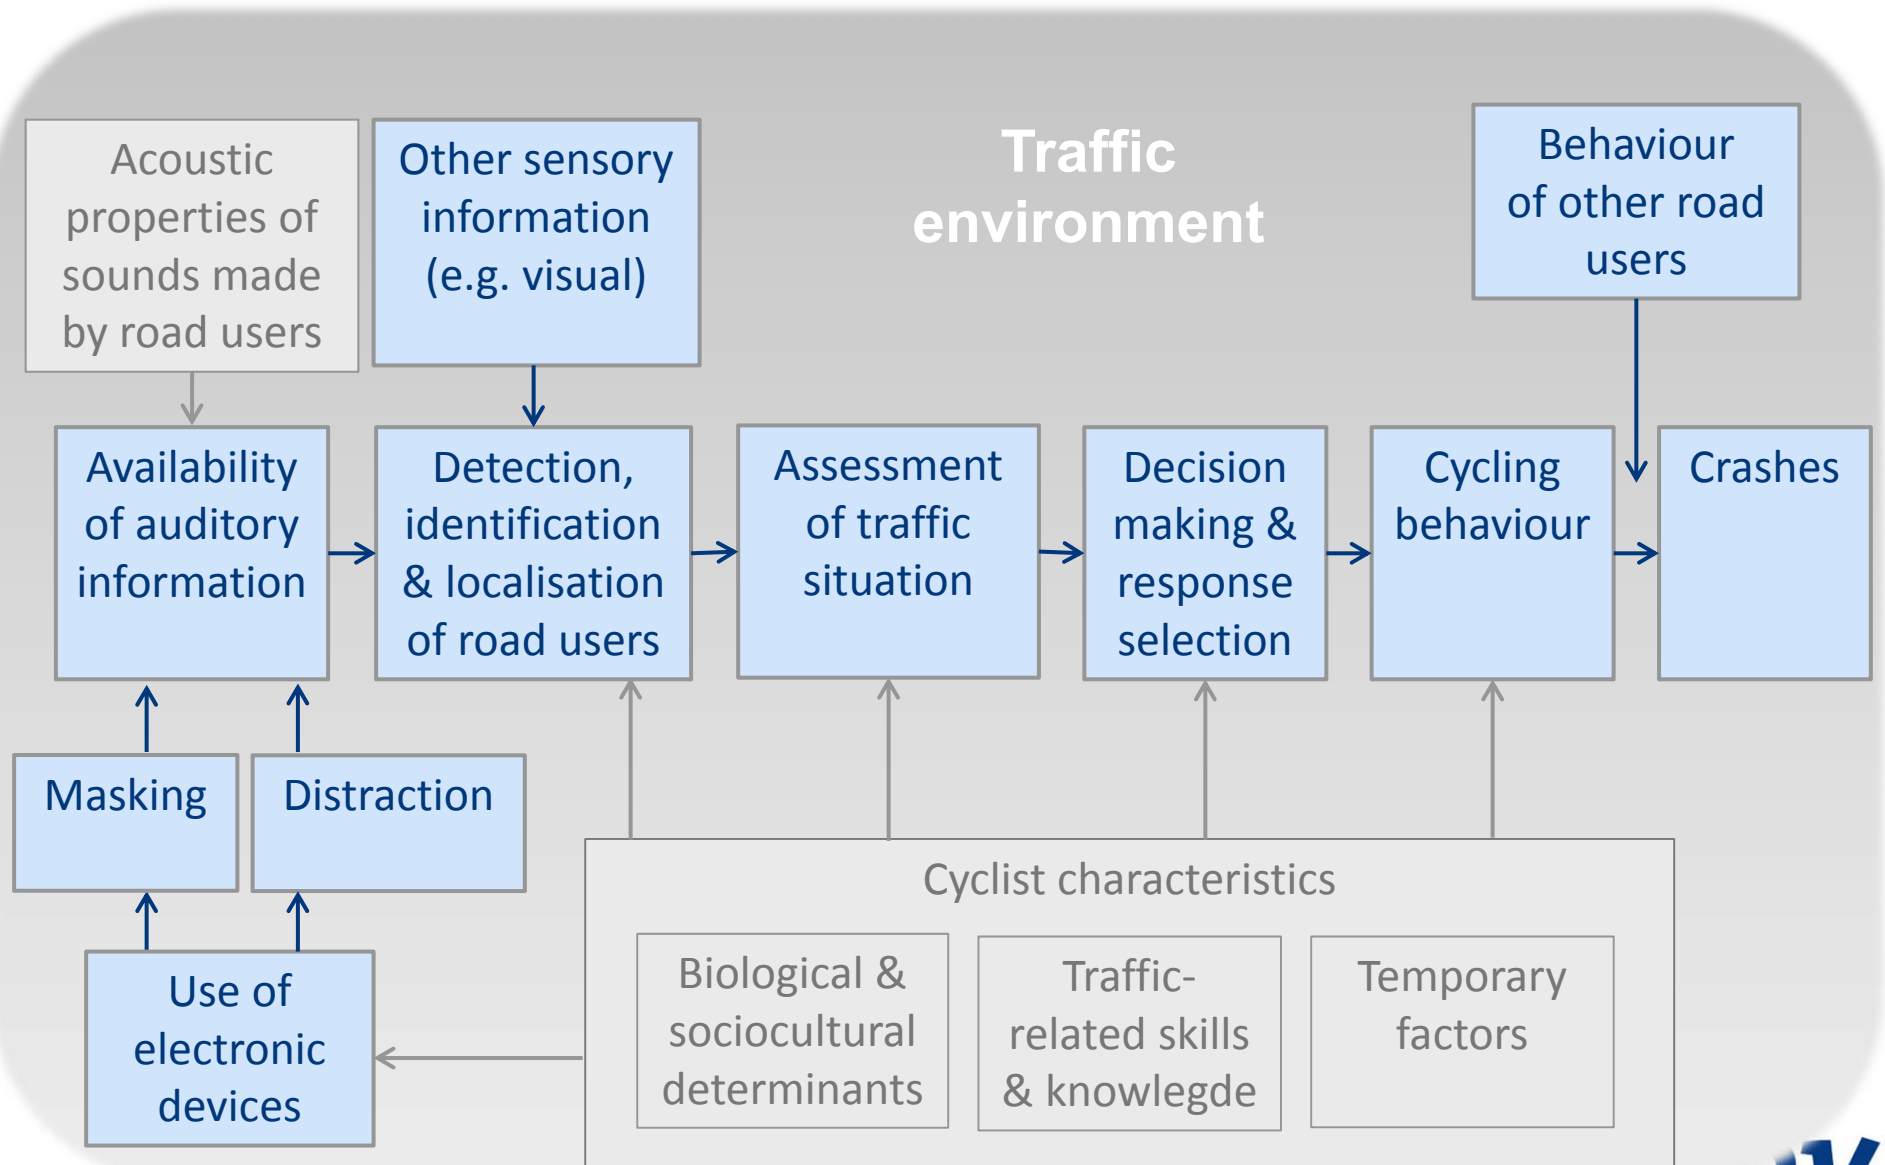 Traffic
environment
Acoustic
properties of
sounds made
by road users
Other sensory
information
(e.g. visual)
Behaviour
of other road
users
Availability
of auditory
information
Detection,
identification
& localisation
of road users
Assessment
of traffic
situation
Decision
making &
response
selection
Cycling
behaviour
Crashes
Masking
Distraction
Use of
electronic
devices
Cyclist characteristics
Biological &
sociocultural
determinants
Traffic-
related skills
& knowlegde
Temporary
factors